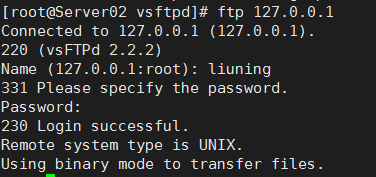 [root@Server02 vsftpd]# ftp 127.0.0.1
Connected to 127.0.0.1 (127.0.0.1).
220 (vsFTPd 2.2.2)
Name (127.0.0.1:root): liuning
331 Please specify the password.
Password:
230 Login successful.
Remote system type is UNIX.
Using binary mode to transfer files.